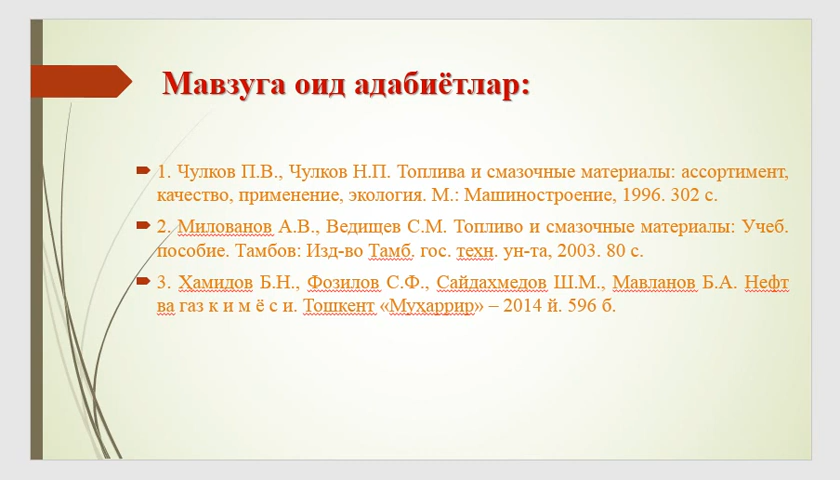 Мавзуга оид адабиётлар:
1. Чулков П.В., Чулков Н.П. Топлива и смазочные материалы: ассортимент,
качество, применение, экология. М.: Машиностроение, 1996. 302 с.
2. Милованов А.В., Ведищев С.М. Топливо и смазочные материалы: Учеб.
пособие. Тамбов: Изд-во Тамб. гос. техн. ун-та, 2003. 80 с.
3. Хамидов Б.Н., Фозилов С.Ф., Сайдахмедов Ш.М., Мавланов Б.А. Нефт
ва газ к и м ё с и. Тошкент «Мухаррир» – 2014 й. 596 б.